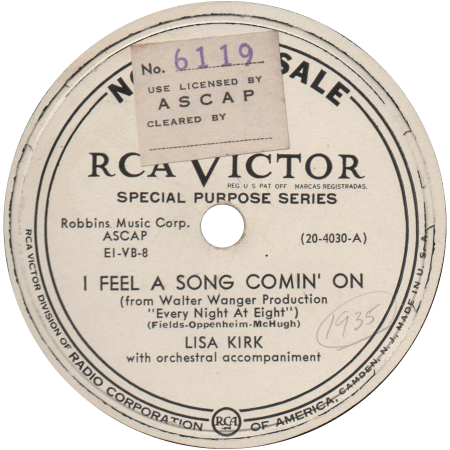 NO
SALE
No. 6119
USE LICENSED BY
ASCAP
CLEARED BY
RCA VICTOR
REG. U S PAT OFF MARCAS REGISTRADAS.
SPECIAL PURPOSE SERIES
Robbins Music Corp.
ASCAP
(20-4030-A)
EI-VB-8
I FEEL A SONG COMIN' ON
(from Walter Wanger Production
"Every Night At Eight")
(Fields-Oppenheim-McHugh)
1935
LISA KIRK
with orchestral accompaniment
RCA VICTOR DIVISION OF RADIO CORPORATION OF AMERICA, CAMDEN, N. J. MADE IN U. S. A.
RCA